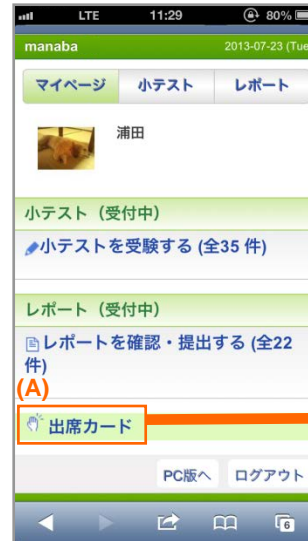 LTE 11:29 80%
manaba 2013-07-23 (Tue
マイページ 小テスト レポート
浦田
小テスト（受付中）
小テストを受験する (全35 件)
レポート（受付中）
レポートを確認・提出する (全22
件)
(A)
出席カード
PC版へ ログアウト
6